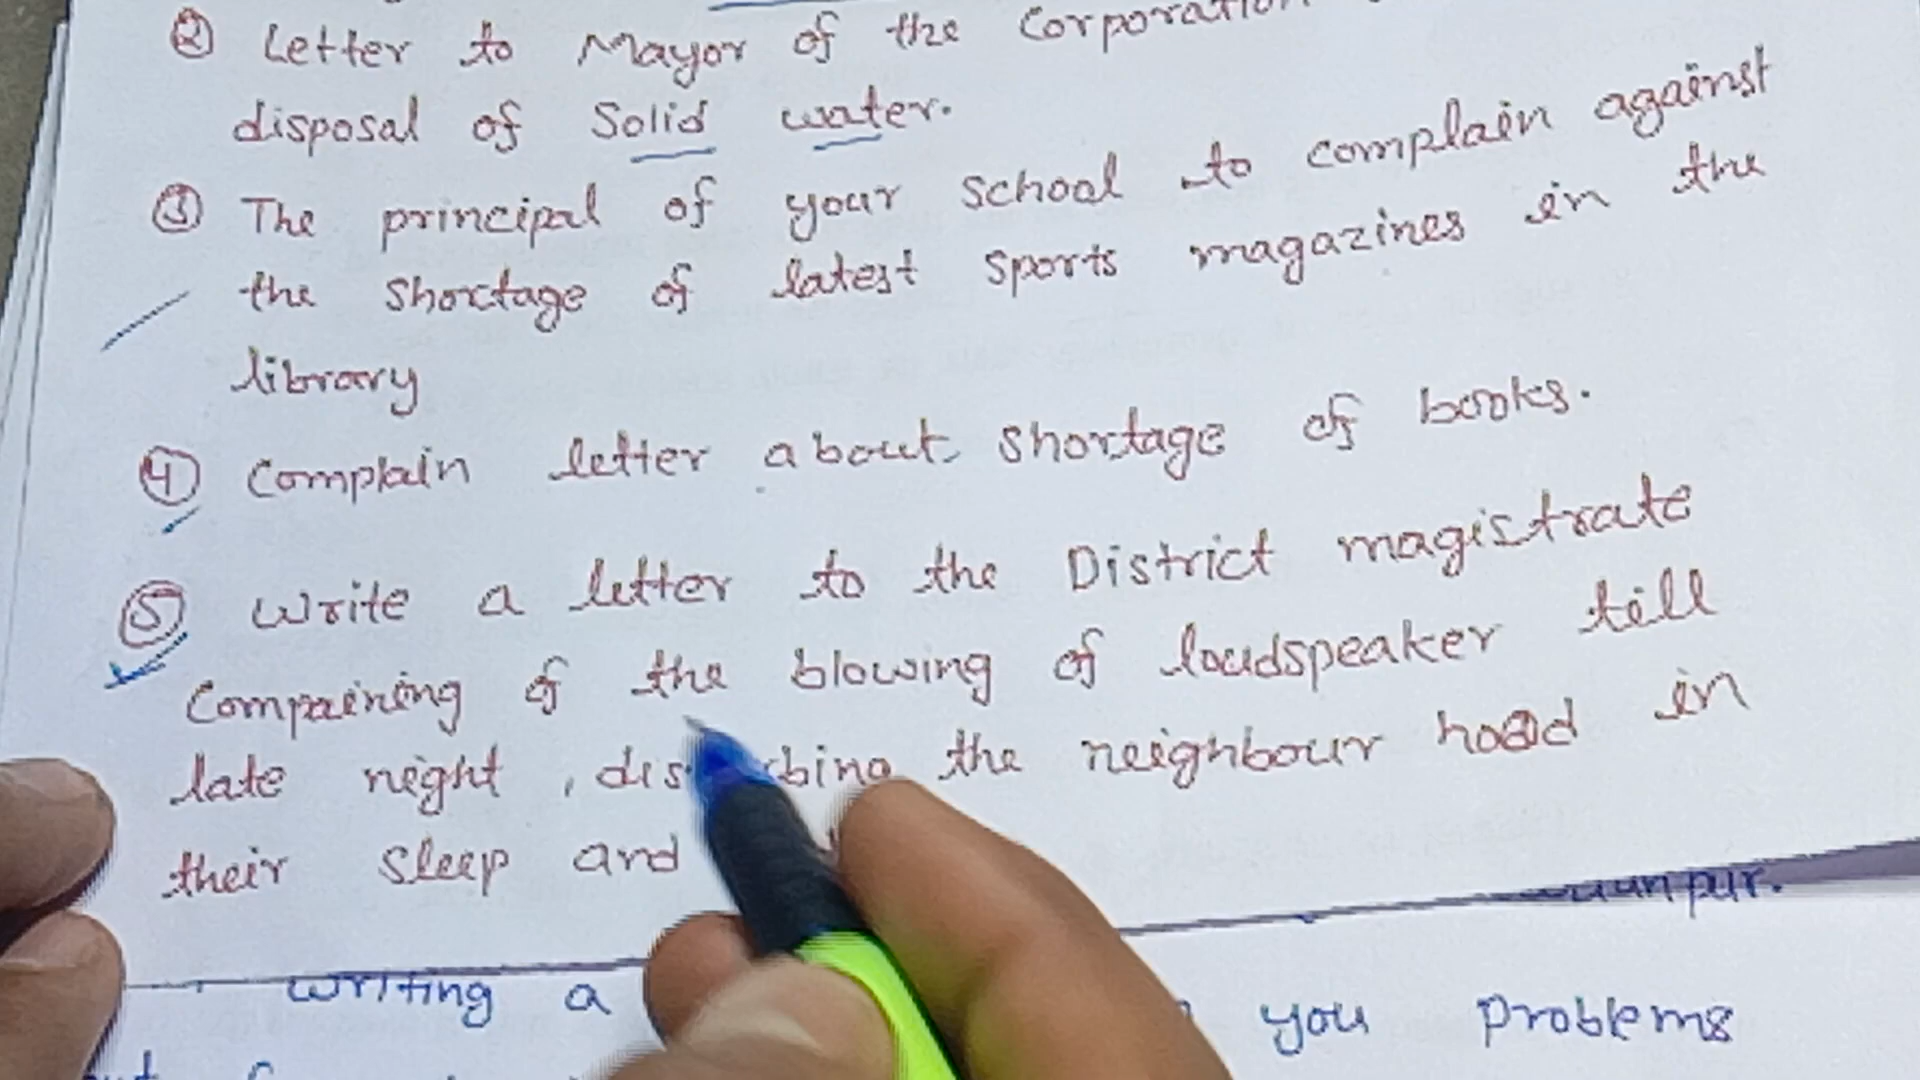 ② Letter to Mayor of the Corporation
disposal of Solid water.
③ The principal of your School to complain against
the shortage of latest sports magazines in the
library
④ Complain letter about shortage of books.
⑤ Write a letter to the District magistrate
Compaining of the blowing of loudspeaker till
late night, the neighbour hood in
their sleep and
unpur.
writing a you problems